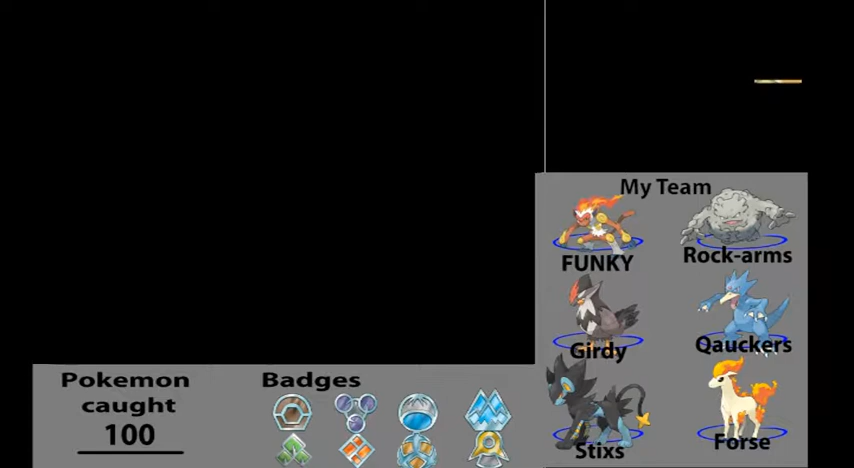 My Team
FUNKY
Rock-arms
Girdy
Qauckers
Stixs
Forse
Pokemon
caught
100
Badges